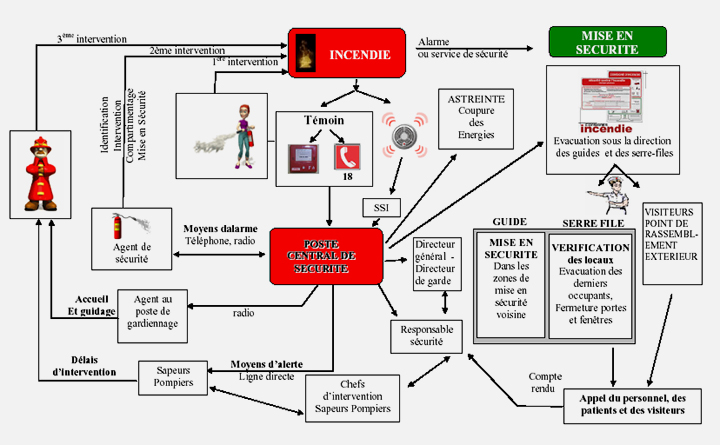 3ème intervention
2ème intervention
1ère intervention
INCENDIE
Alarme
ou service de sécurité
MISE EN
SECURITE
Identification
Intervention
Compartimentage
Mise en Sécurité
Témoin
18
ASTREINTE
Coupure
des
Energies
incendie
Evacuation sous la direction
des guides et des serre-files
SSI
Agent de
sécurité
Moyens dalarme
Téléphone, radio
POSTE
CENTRAL DE
SECURITE
Directeur
général -
Directeur
de garde
GUIDE
MISE EN
SECURITE
Dans les
zones de
mise en
sécurité
voisine
SERRE FILE
VERIFICATION
des locaux
Evacuation des
derniers
occupants,
Fermeture portes
et fenêtres
VISITEURS
POINT DE
RASSEMBL-
EMENT
EXTERIEUR
Accueil
Et guidage
Agent au
poste de
gardiennage
radio
Responsable
sécurité
Délais
d'intervention
Sapeurs
Pompiers
Moyens d'alerte
Ligne directe
Chefs
d'intervention
Sapeurs Pompiers
Compte
rendu
Appel du personnel, des
patients et des visiteurs